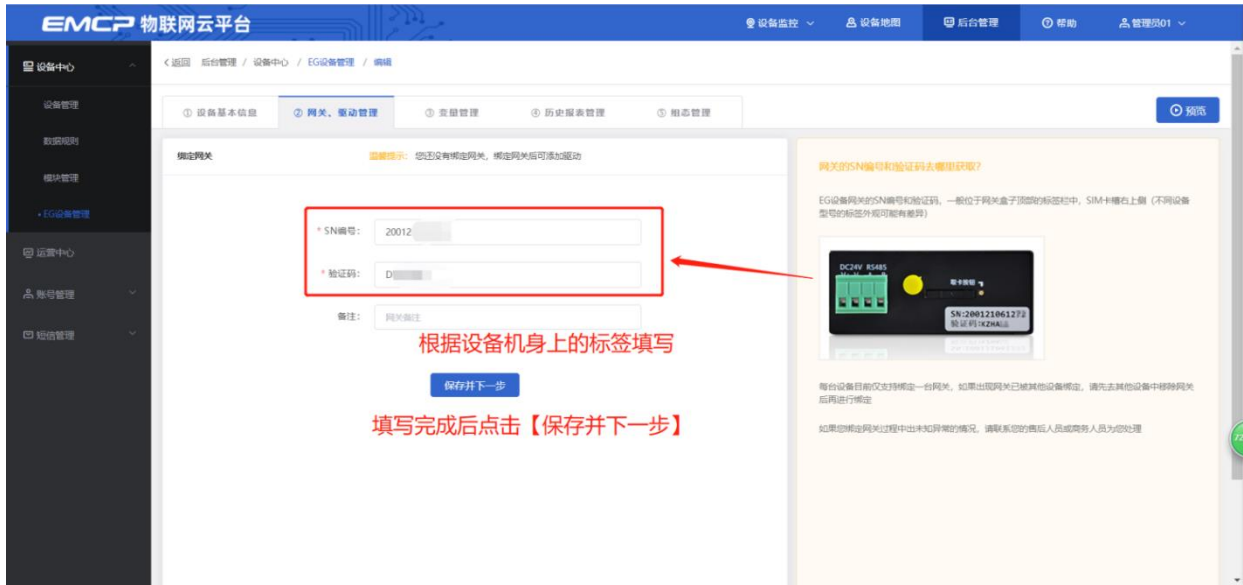 EMCP 物联网云平台
设备监控
设备地图
后台管理
帮助
管理员01
设备中心
设备管理
数据规则
模块管理
•EG设备管理
运营中心
账号管理
短信管理
<返回 后台管理 / 设备中心 / EG设备管理 / 编辑
① 设备基本信息
② 网关、驱动管理
③ 变量管理
④ 历史报表管理
⑤ 组态管理
预览
绑定网关
温馨提示：您还没有绑定网关，绑定网关后可添加驱动
* SN编号： 20012
* 验证码： D
备注： 网关备注
根据设备机身上的标签填写
保存并下一步
填写完成后点击【保存并下一步】
网关的SN编号和验证码去哪里获取？
EG设备网关的SN编号和验证码，一般位于网关盒子顶部的标签栏中，SIM卡槽右上侧（不同设备
型号的标签外观可能有差异）
DC24V RS485
V+ V- A B
取卡按钮
SN:2001210612
验证码:KZHA
每台设备目前仅支持绑定一台网关，如果出现网关已被其他设备绑定，请先去其他设备中移除网关
后再进行绑定
如果您绑定网关过程中出未知异常的情况，请联系您的售后人员或商务人员为您处理
72